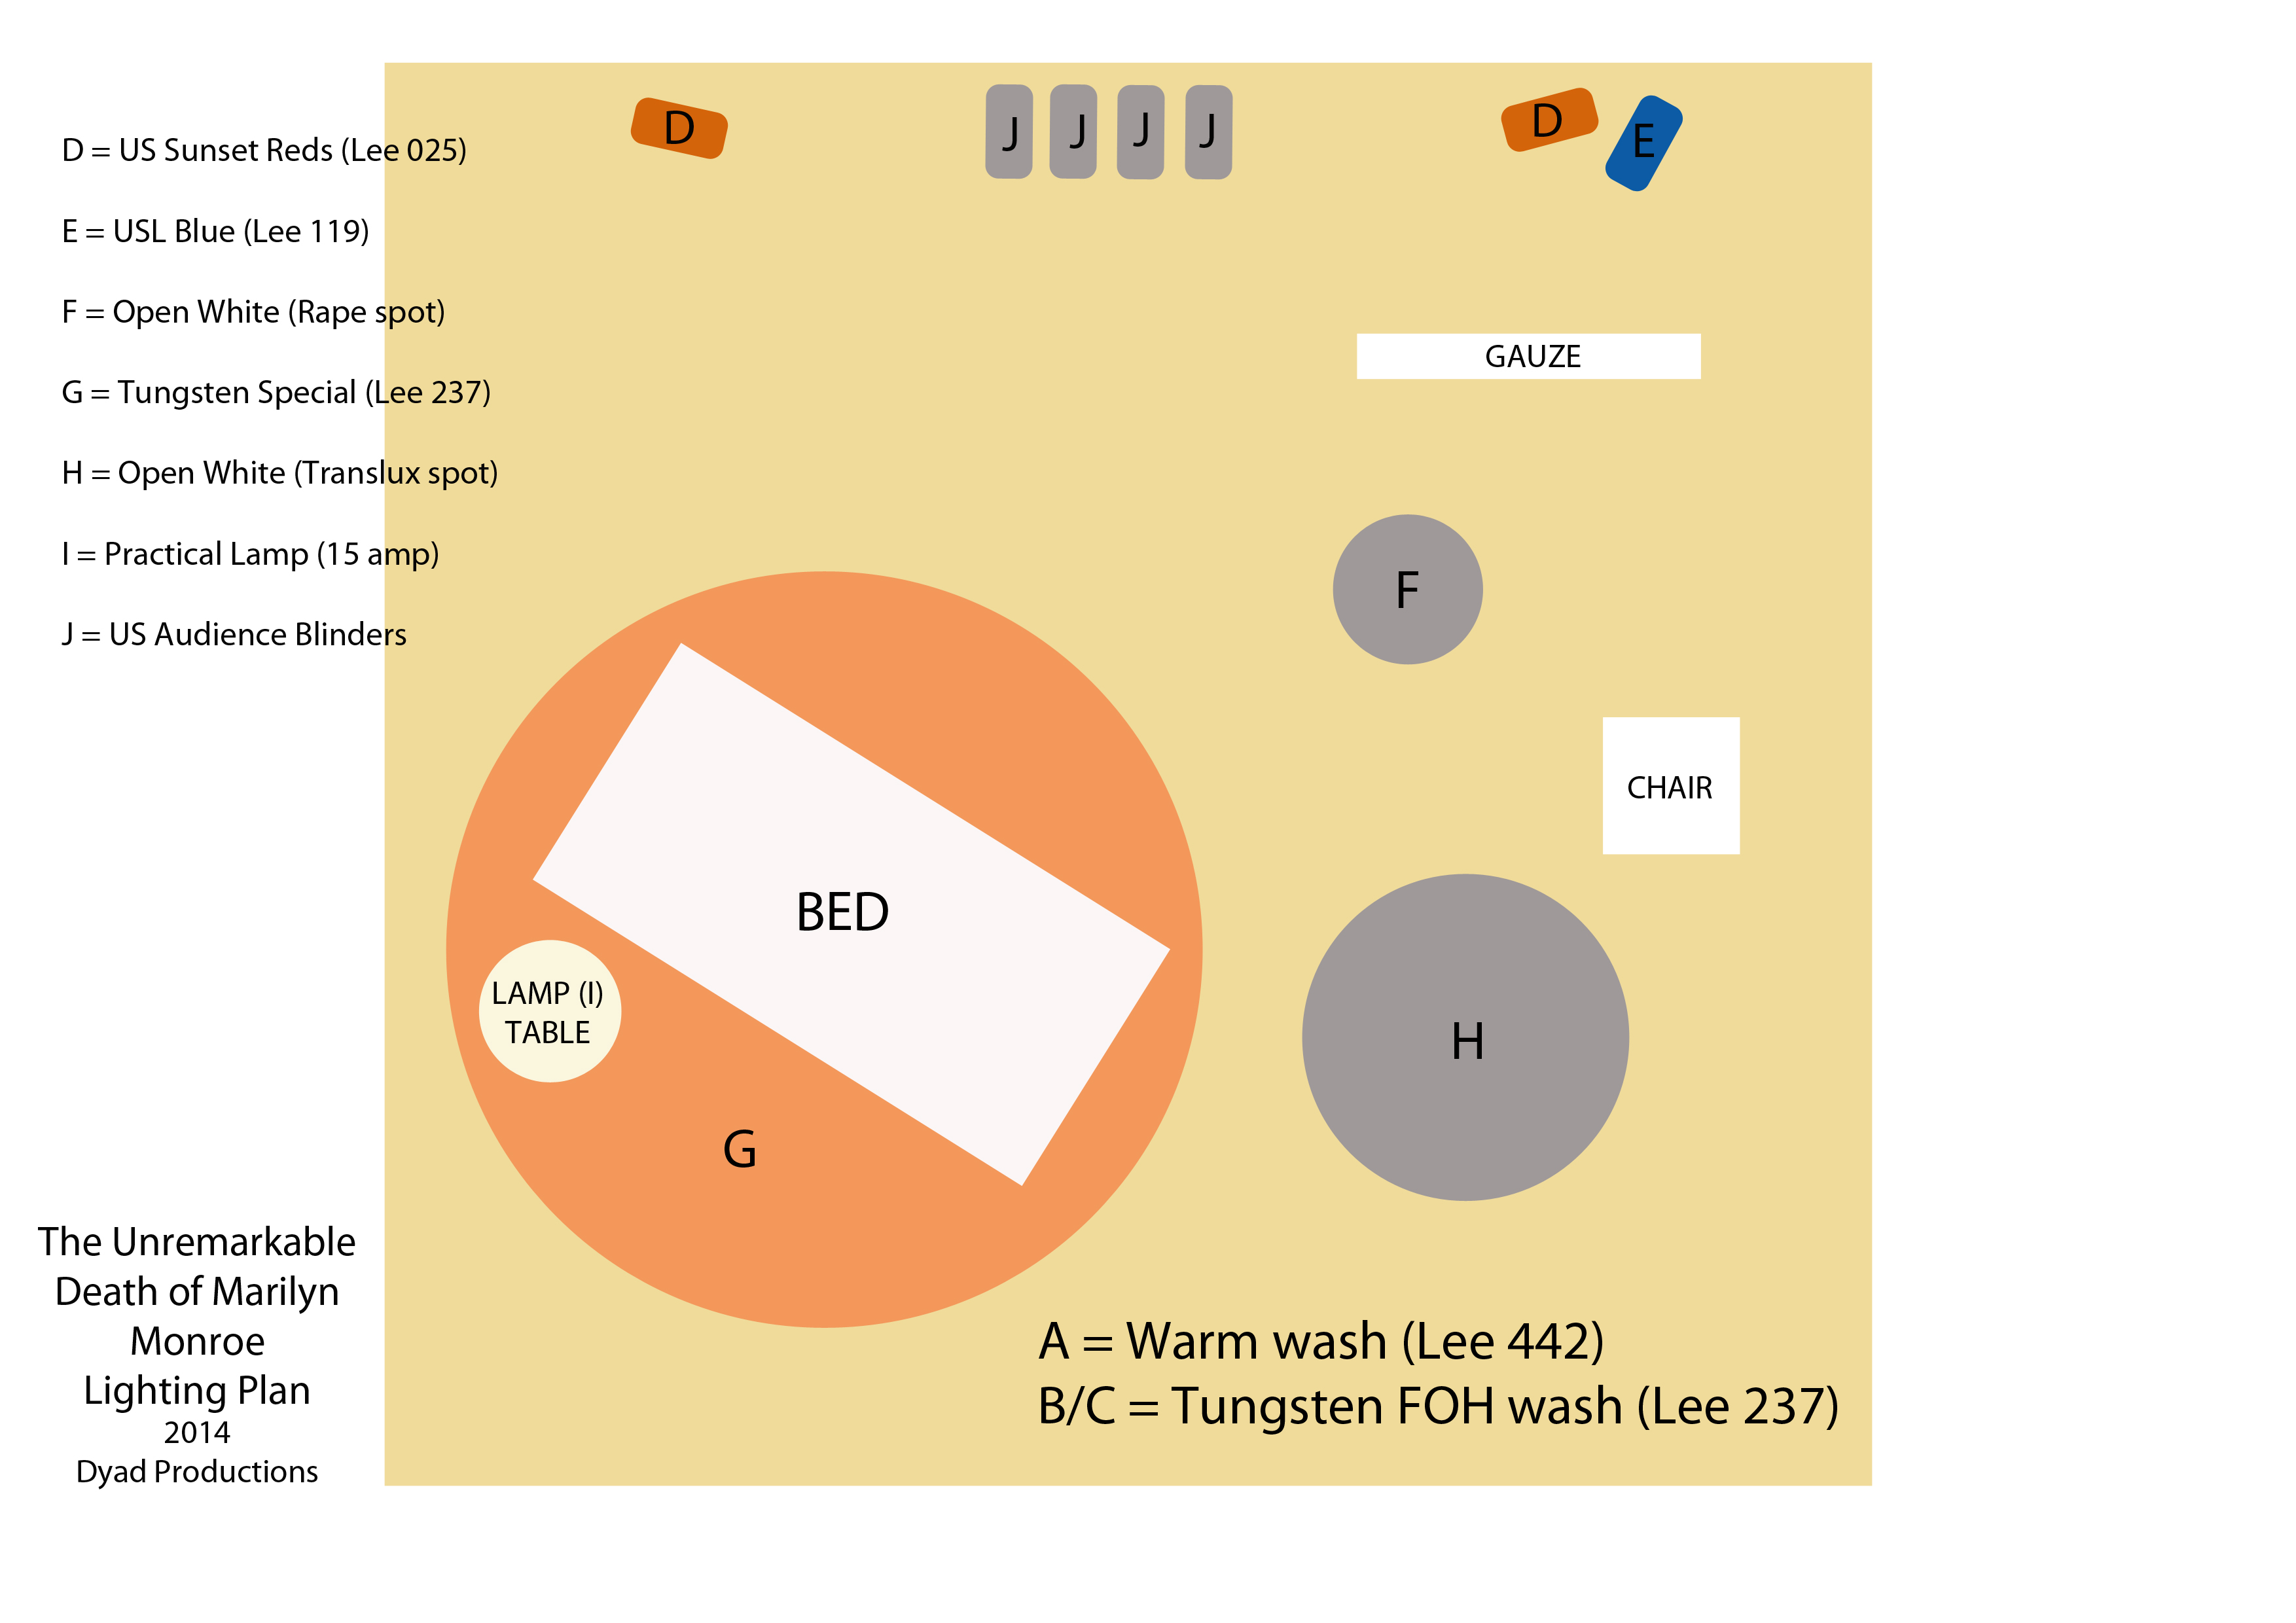 D
J
J
J
J
D
E
D = US Sunset Reds (Lee 025)
E = USL Blue (Lee 119)
F = Open White (Rape spot)
GAUZE
G = Tungsten Special (Lee 237)
H = Open White (Translux spot)
I = Practical Lamp (15 amp)
F
J = US Audience Blinders
CHAIR
BED
LAMP (I)
TABLE
H
G
The Unremarkable
Death of Marilyn
Monroe
Lighting Plan
2014
Dyad Productions
A = Warm wash (Lee 442)
B/C = Tungsten FOH wash (Lee 237)